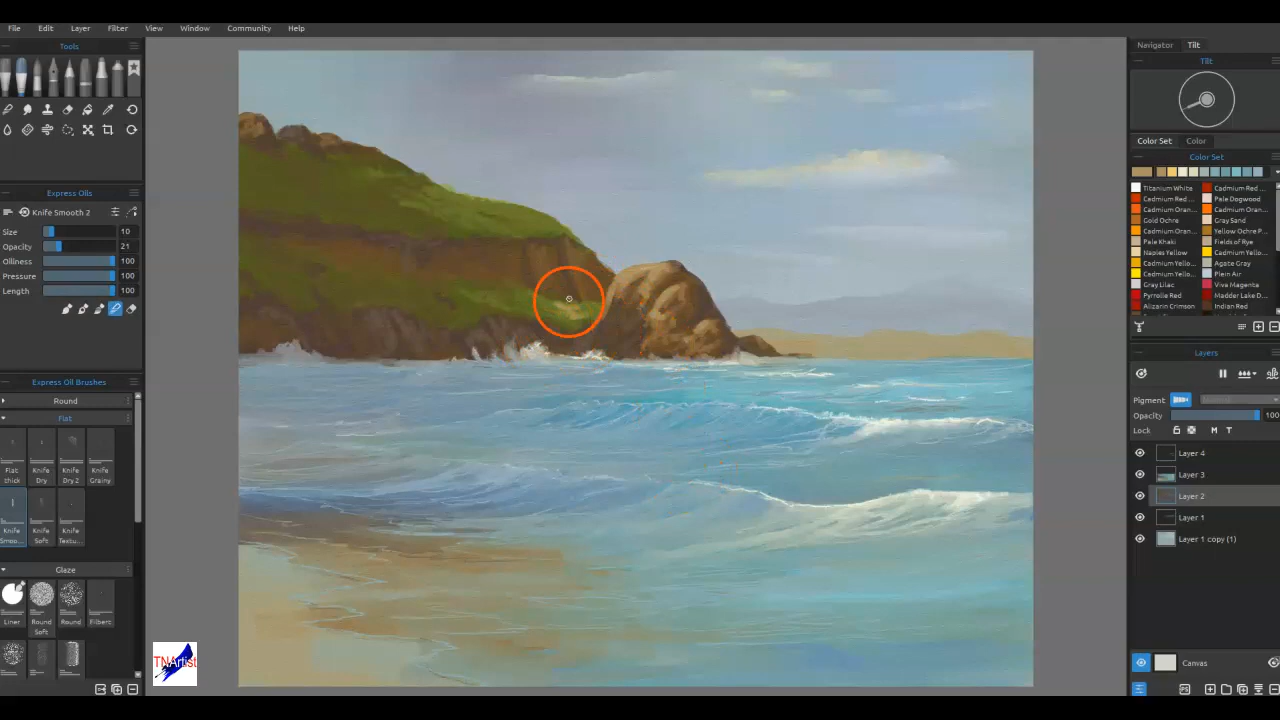 File Edit Layer Filter View Window Community Help
Tools
Express Oils
Knife Smooth 2
Size 10
Opacity 21
Oiliness 100
Pressure 100
Length 100
Express Oil Brushes
Round
Flat
Flat thick
Knife Dry
Knife Dry 2
Knife Grainy
Knife Smoo...
Knife Soft
Knife Textu...
Glaze
Liner
Round Soft
Round
Filbert
TNArtist
Navigator Tilt
Tilt
Color Set Color
Color Set
Titanium White Cadmium Red ...
Cadmium Red ... Pale Dogwood
Cadmium Oran... Cadmium Oran...
Gold Ochre Gray Sand
Cadmium Oran... Yellow Ochre P...
Pale Khaki Fields of Rye
Naples Yellow Cadmium Yello...
Cadmium Yello... Agate Gray
Cadmium Yello... Plein Air
Gray Lilac Viva Magenta
Pyrrolle Red Madder Lake D...
Alizarin Crimson Indian Red
Layers
Pigment
Opacity 100
Lock M T
Layer 4
Layer 3
Layer 2
Layer 1
Layer 1 copy (1)
Canvas